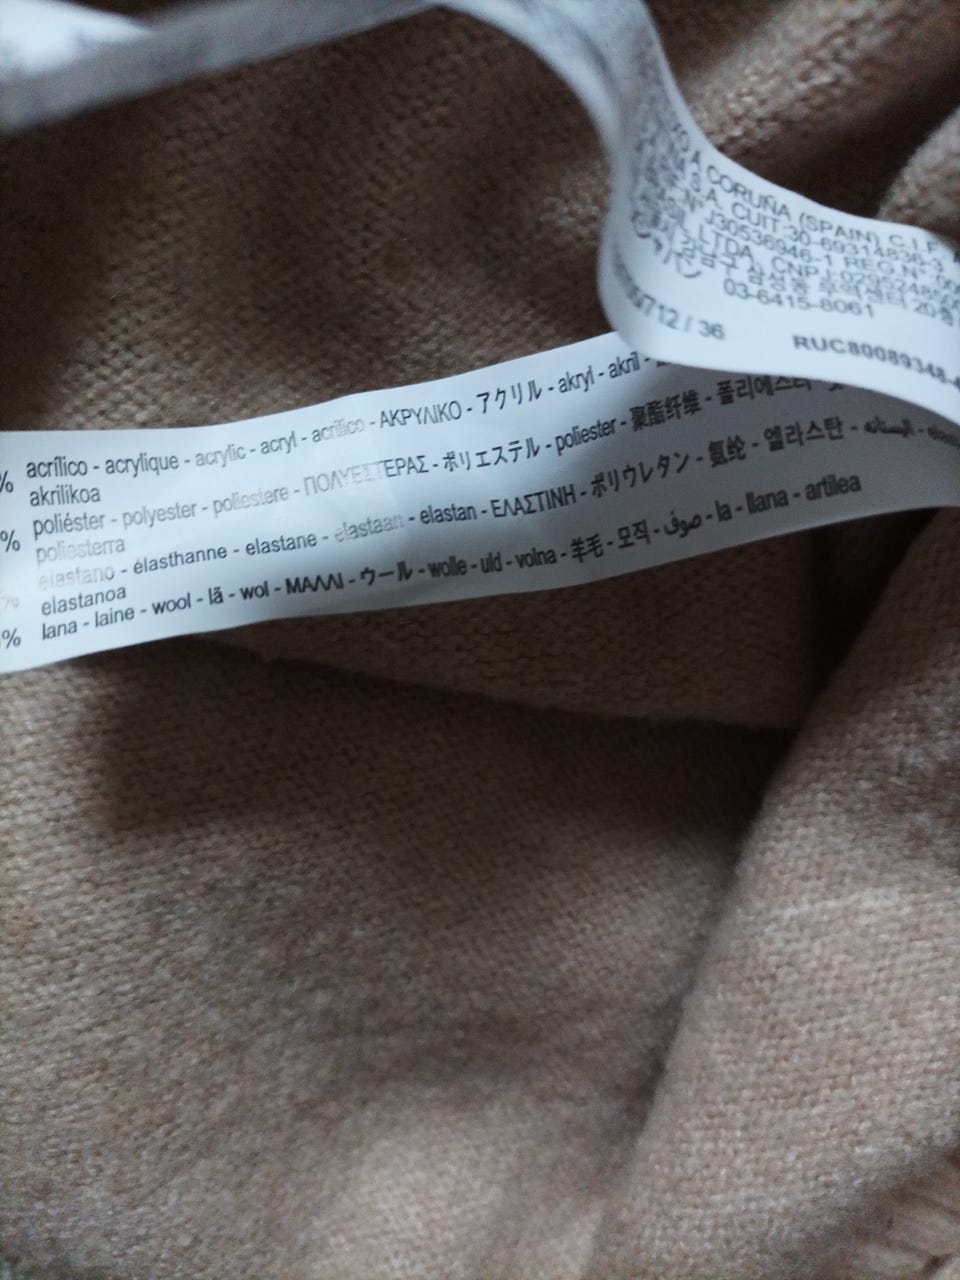 CORUÑA (SPAIN) C.I.F.
S.A. CUIT:30-69314836-3
Nº J30536946-1 REG.Nº
LTDA. CNPJ:
03-6415-8061
712 / 36
RUC80089348-
% acrílico - acrylique - acrylic - acryl - acrilico - ΑΚΡΥΛΙΚΟ - アクリル - akryl - akril -
akrilikoa
% poliéster - polyester - poliestere - ΠΟΛΥΕΣΤΕΡΑΣ - ポリエステル - poliester - 聚酯纤维 - 폴리에스터 -
poliesterra
% elastano - élasthanne - elastane - elastaan - elastan - ΕΛΑΣΤΙΝΗ - ポリウレタン - 氨纶 - 엘라스탄 -
elastanoa
% lana - laine - wool - lã - wol - ΜΑΛΛΙ - ウール - wolle - uld - volna - 羊毛 - 모직 - صوف - la - llana - artilea